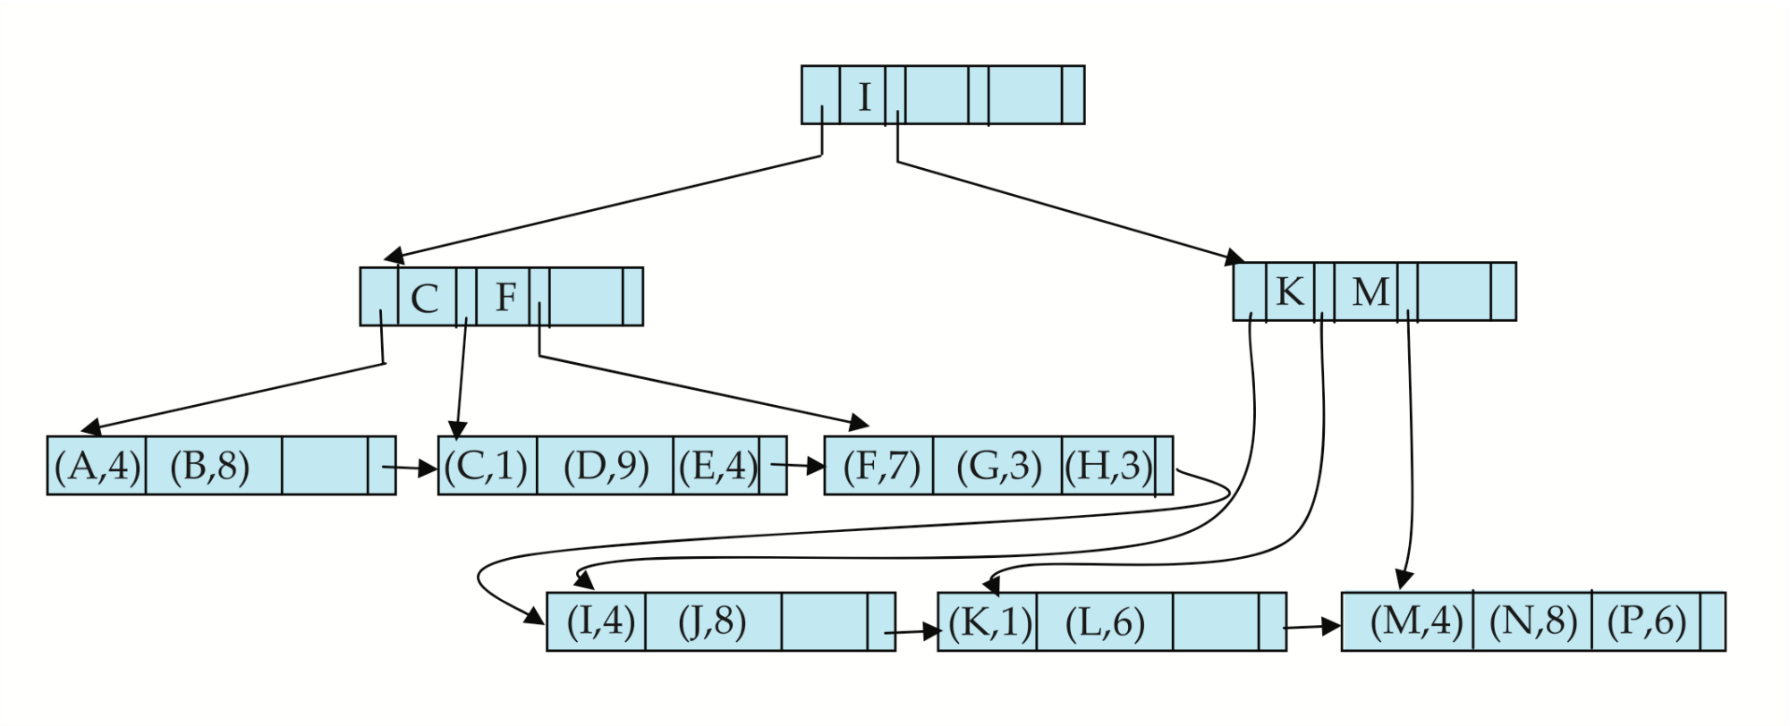 I
C F
K M
(A,4) (B,8) (C,1) (D,9) (E,4) (F,7) (G,3) (H,3)
(I,4) (J,8) (K,1) (L,6) (M,4) (N,8) (P,6)